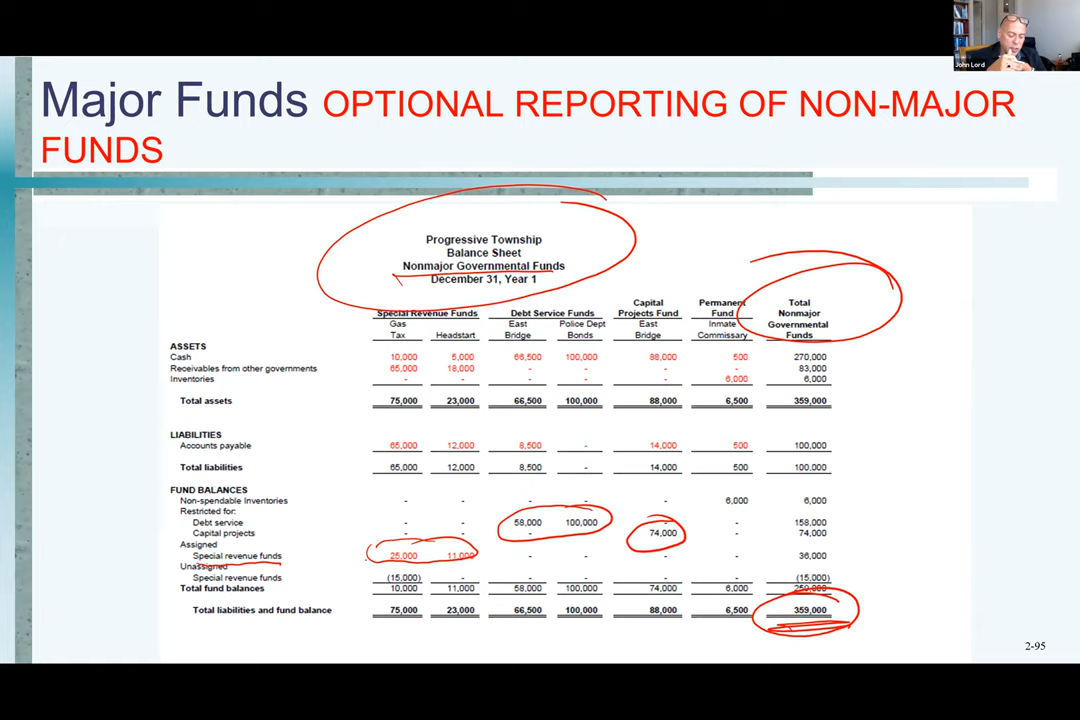 John Lord
Major Funds OPTIONAL REPORTING OF NON-MAJOR
FUNDS
Progressive Township
Balance Sheet
Nonmajor Governmental Funds
December 31, Year 1
Capital Permanent Total
Special Revenue Funds Debt Service Funds Projects Fund Fund Nonmajor
Gas East Police Dept East Inmate Governmental
Tax Headstart Bridge Bonds Bridge Commissary Funds
ASSETS
Cash 10,000 5,000 66,500 100,000 88,000 500 270,000
Receivables from other governments 65,000 18,000 - - - - 83,000
Inventories - - - - - 6,000 6,000
Total assets 75,000 23,000 66,500 100,000 88,000 6,500 359,000
LIABILITIES
Accounts payable 65,000 12,000 8,500 - 14,000 500 100,000
Total liabilities 65,000 12,000 8,500 - 14,000 500 100,000
FUND BALANCES
Non-spendable Inventories - - - - - 6,000 6,000
Restricted for:
Debt service - - 58,000 100,000 - - 158,000
Capital projects - - - - 74,000 - 74,000
Assigned
Special revenue funds 25,000 11,000 - - - - 36,000
Unassigned
Special revenue funds (15,000) - - - - - (15,000)
Total fund balances 10,000 11,000 58,000 100,000 74,000 6,000 259,000
Total liabilities and fund balance 75,000 23,000 66,500 100,000 88,000 6,500 359,000
2-95